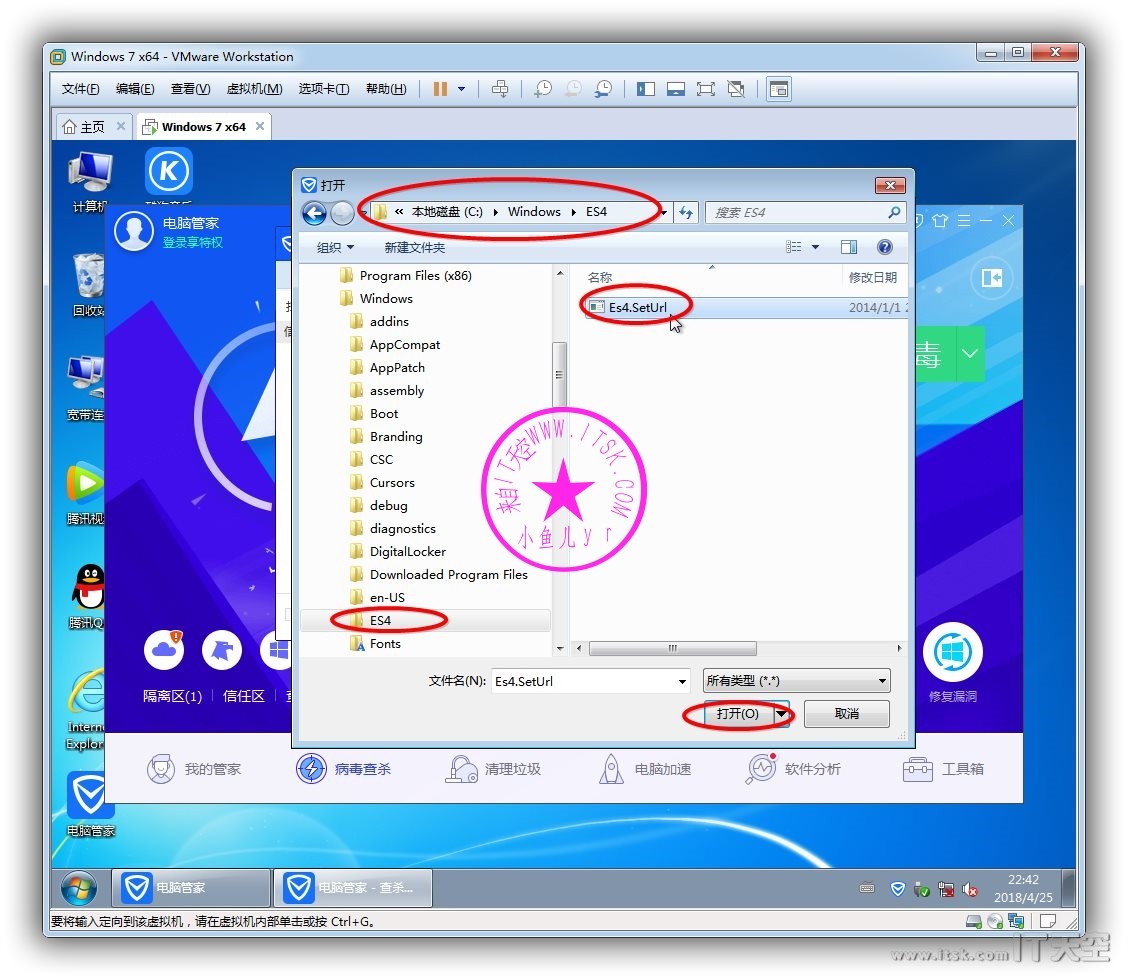 Windows 7 x64 - VMware Workstation
文件(F) 编辑(E) 查看(V) 虚拟机(M) 选项卡(T) 帮助(H)
主页 Windows 7 x64
计算机
K
回收站
宽带连
腾讯视
腾讯Q
Intern
Explor
电脑管家
电脑管家
登录享特权
打开
« 本地磁盘 (C:) Windows ES4
搜索 ES4
组织 新建文件夹
Program Files (x86)
Windows
addins
AppCompat
AppPatch
assembly
Boot
Branding
CSC
Cursors
debug
diagnostics
DigitalLocker
Downloaded Program Files
en-US
ES4
Fonts
名称 修改日期
Es4.SetUrl 2014/1/1 2
来自IT天空WWW.ITSK.COM
小鱼儿yr
文件名(N): Es4.SetUrl 所有类型 (*.*)
打开(O) 取消
毒
隔离区(1) 信任区
修复漏洞
我的管家 病毒查杀 清理垃圾 电脑加速 软件分析 工具箱
电脑管家 电脑管家 - 查杀...
22:42
2018/4/25
要将输入定向到该虚拟机，请在虚拟机内部单击或按 Ctrl+G。
www.itsk.com IT天空